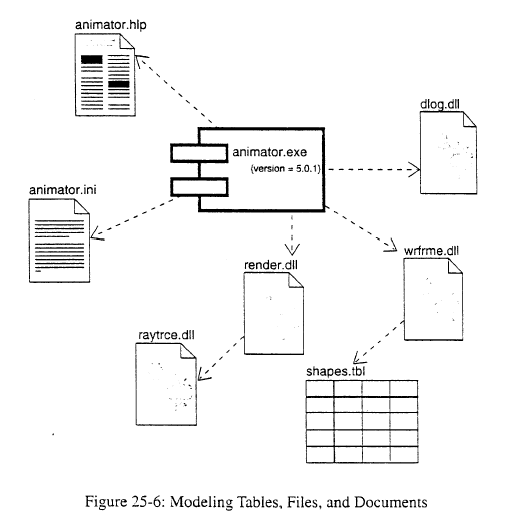 animator.hlp
dlog.dll
animator.exe
{version = 5.0.1}
animator.ini
render.dll
wrfrme.dll
raytrce.dll
shapes.tbl
Figure 25-6: Modeling Tables, Files, and Documents